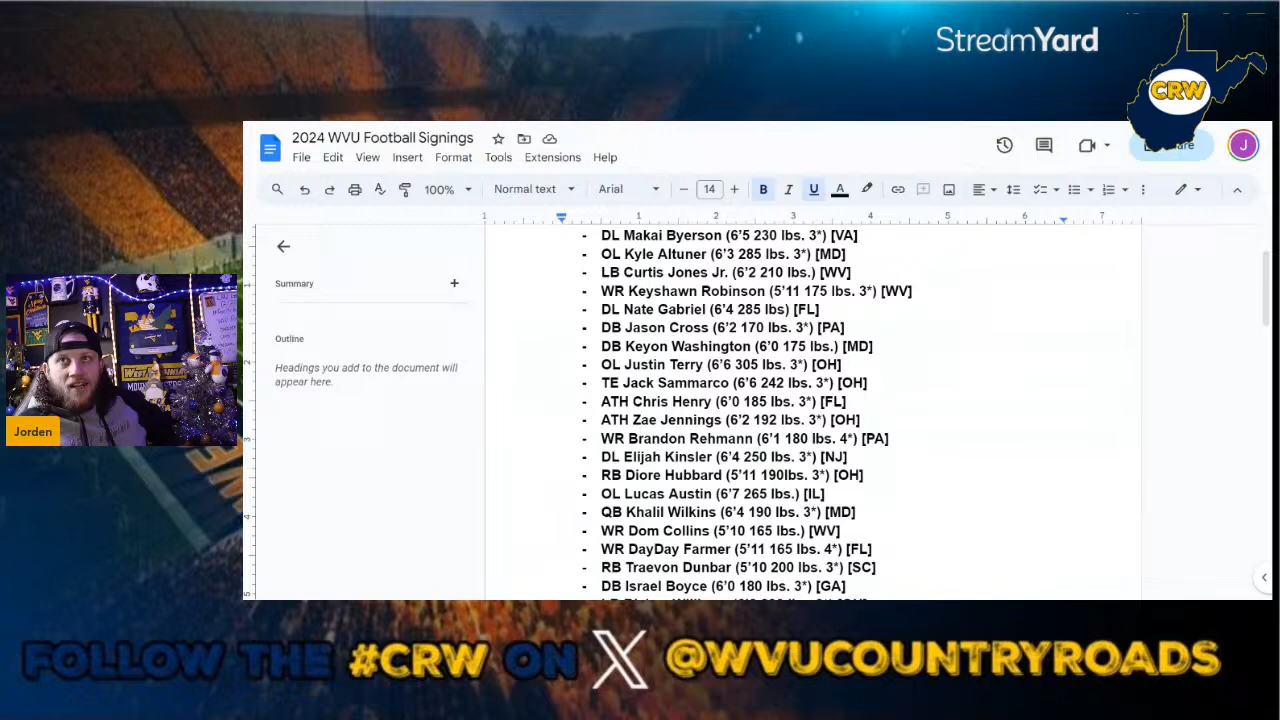 StreamYard
CRW
2024 WVU Football Signings
File Edit View Insert Format Tools Extensions Help
J
100% Normal text Arial 14 B I U A
1 1 2 3 4 5 6 7
Summary
Outline
Headings you add to the document will
appear here.
- DL Makai Byerson (6’5 230 lbs. 3*) [VA]
- OL Kyle Altuner (6’3 285 lbs. 3*) [MD]
- LB Curtis Jones Jr. (6’2 210 lbs.) [WV]
- WR Keyshawn Robinson (5’11 175 lbs. 3*) [WV]
- DL Nate Gabriel (6’4 285 lbs) [FL]
- DB Jason Cross (6’2 170 lbs. 3*) [PA]
- DB Keyon Washington (6’0 175 lbs.) [MD]
- OL Justin Terry (6’6 305 lbs. 3*) [OH]
- TE Jack Sammarco (6’6 242 lbs. 3*) [OH]
- ATH Chris Henry (6’0 185 lbs. 3*) [FL]
- ATH Zae Jennings (6’2 192 lbs. 3*) [OH]
- WR Brandon Rehmann (6’1 180 lbs. 4*) [PA]
- DL Elijah Kinsler (6’4 250 lbs. 3*) [NJ]
- RB Diore Hubbard (5’11 190lbs. 3*) [OH]
- OL Lucas Austin (6’7 265 lbs.) [IL]
- QB Khalil Wilkins (6’4 190 lbs. 3*) [MD]
- WR Dom Collins (5’10 165 lbs.) [WV]
- WR DayDay Farmer (5’11 165 lbs. 4*) [FL]
- RB Traevon Dunbar (5’10 200 lbs. 3*) [SC]
- DB Israel Boyce (6’0 180 lbs. 3*) [GA]
Jorden
FOLLOW THE #CRW ON X @WVUCOUNTRYROADS